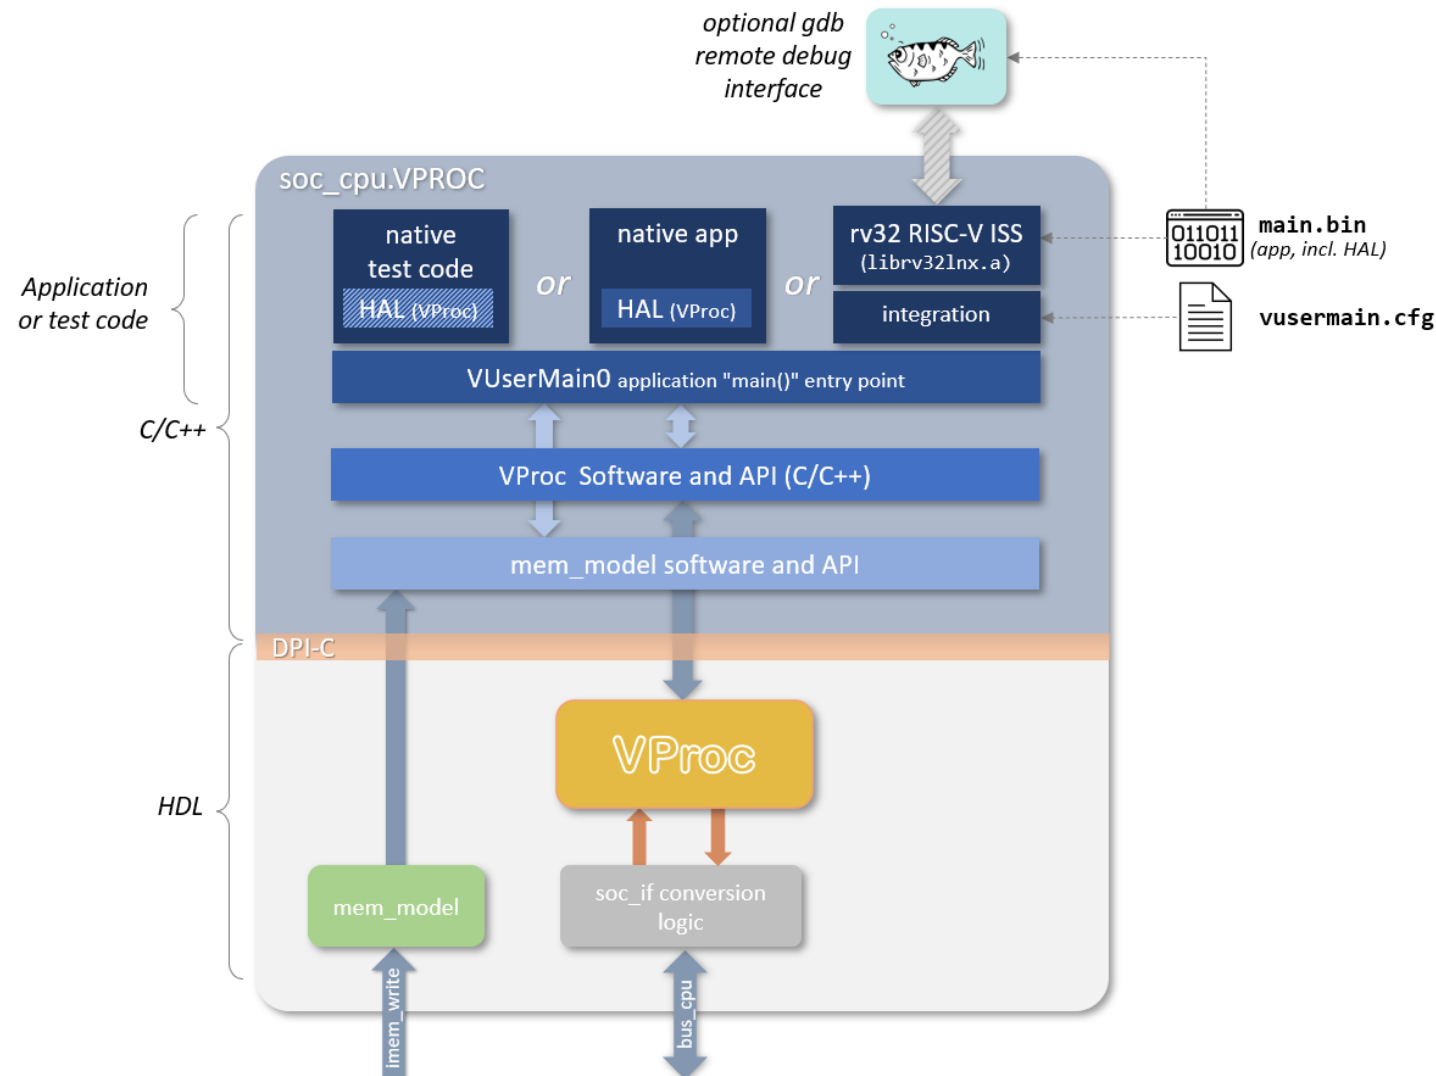 optional gdb
remote debug
interface
soc_cpu.VPROC
native
test code
HAL (VProc)
or
native app
HAL (VProc)
or
rv32 RISC-V ISS
(librv32lnx.a)
integration
011011
10010
main.bin
(app, incl. HAL)
vusermain.cfg
Application
or test code
VUserMain0 application "main()" entry point
C/C++
VProc Software and API (C/C++)
mem_model software and API
DPI-C
VProc
HDL
mem_model
soc_if conversion
logic
imem_write
bus_cpu